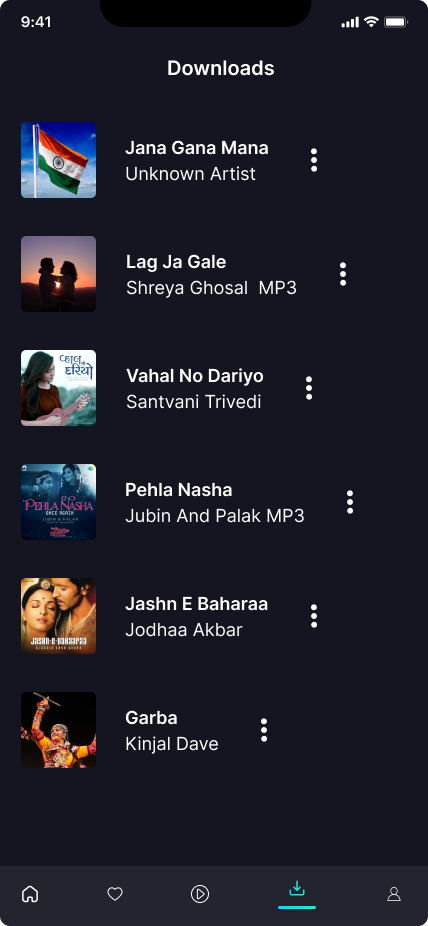 9:41
Downloads
Jana Gana Mana
Unknown Artist
Lag Ja Gale
Shreya Ghosal  MP3
વ્હાલ નો
દરિયો
Vahal No Dariyo
Santvani Trivedi
PEHLA NASHA
ONCE AGAIN
JUBIN & PALAK
Pehla Nasha
Jubin And Palak MP3
JASHN-E-BAHAARAA
Jashn E Baharaa
Jodhaa Akbar
Garba
Kinjal Dave